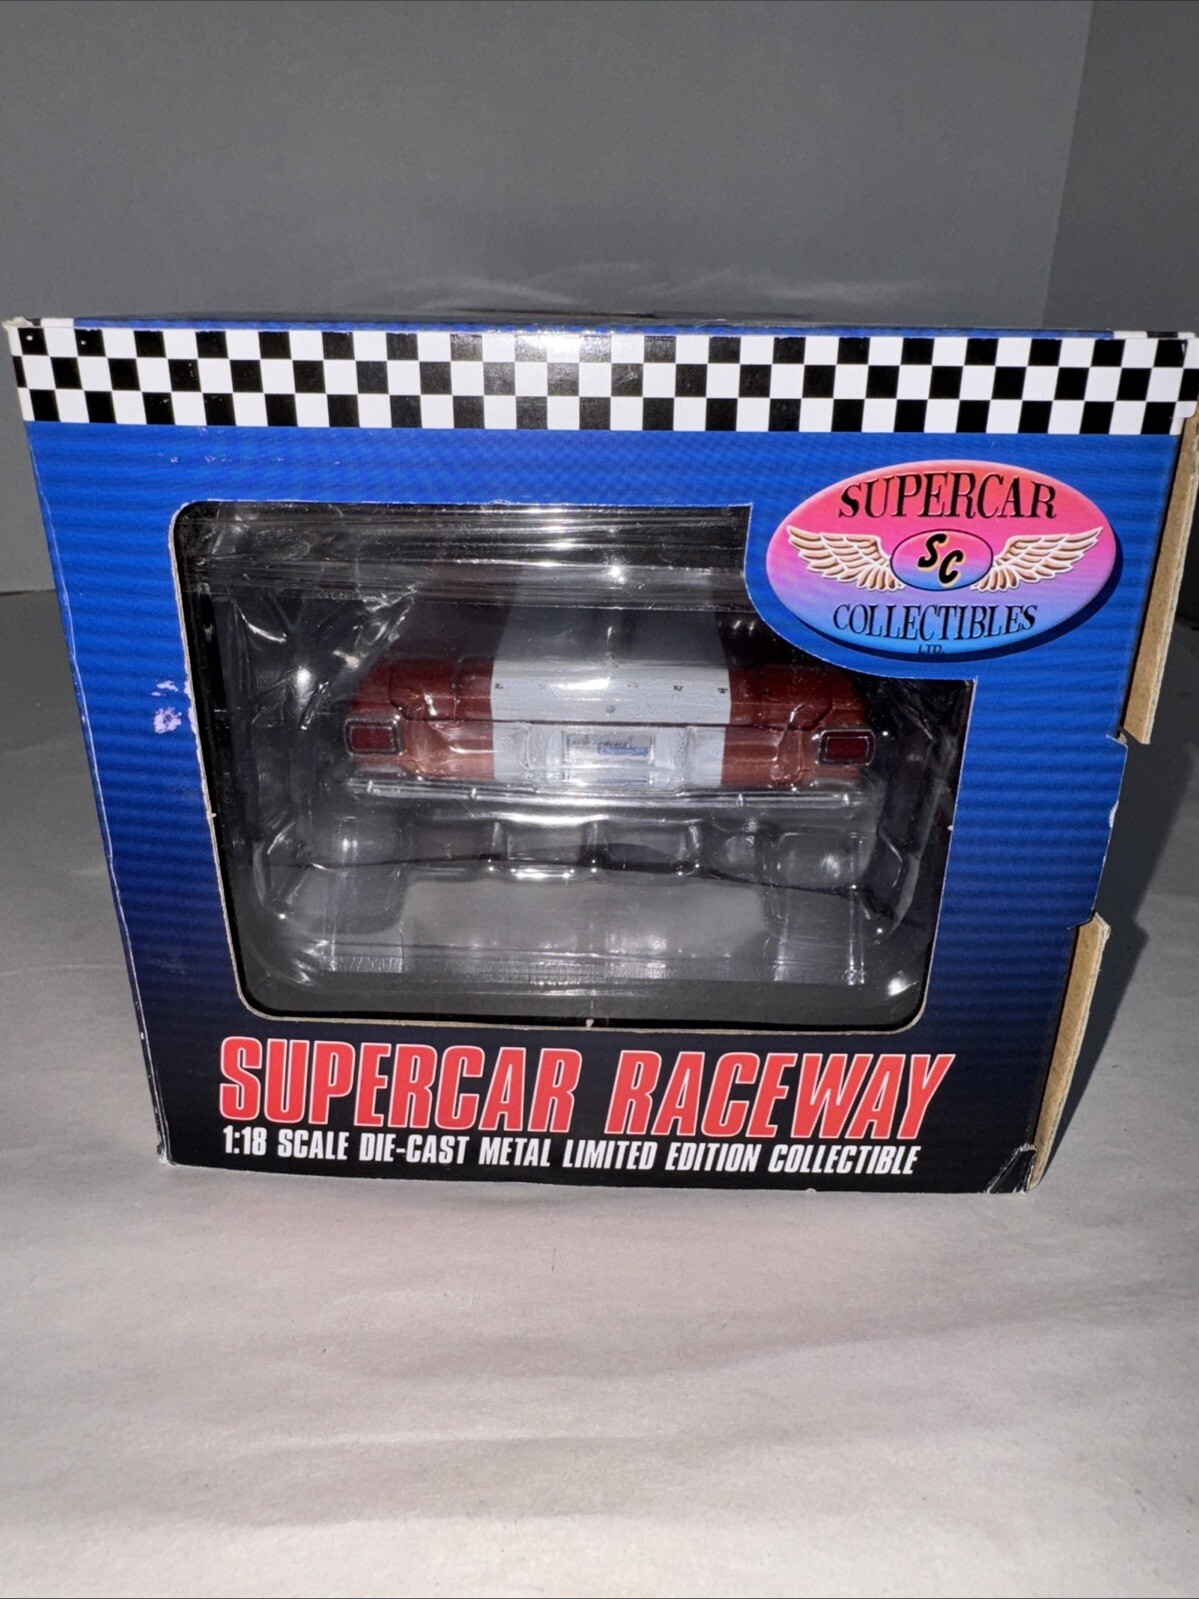 SUPERCAR
SC
COLLECTIBLES
LTD.
SUPERCAR RACEWAY
1:18 SCALE DIE-CAST METAL LIMITED EDITION COLLECTIBLE